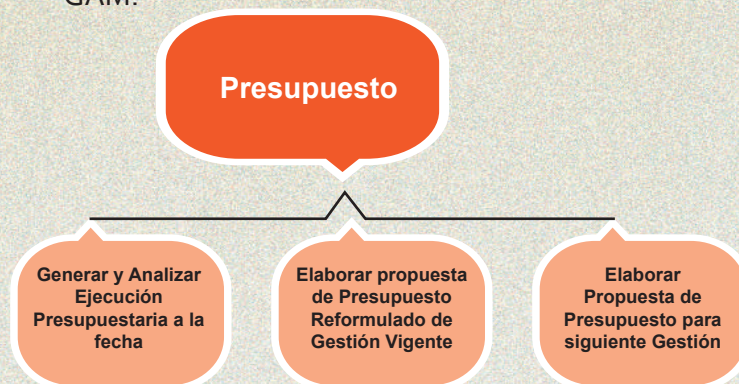 GAM.
Presupuesto
Generar y Analizar
Ejecución
Presupuestaria a la
fecha
Elaborar propuesta
de Presupuesto
Reformulado de
Gestión Vigente
Elaborar
Propuesta de
Presupuesto para
siguiente Gestión